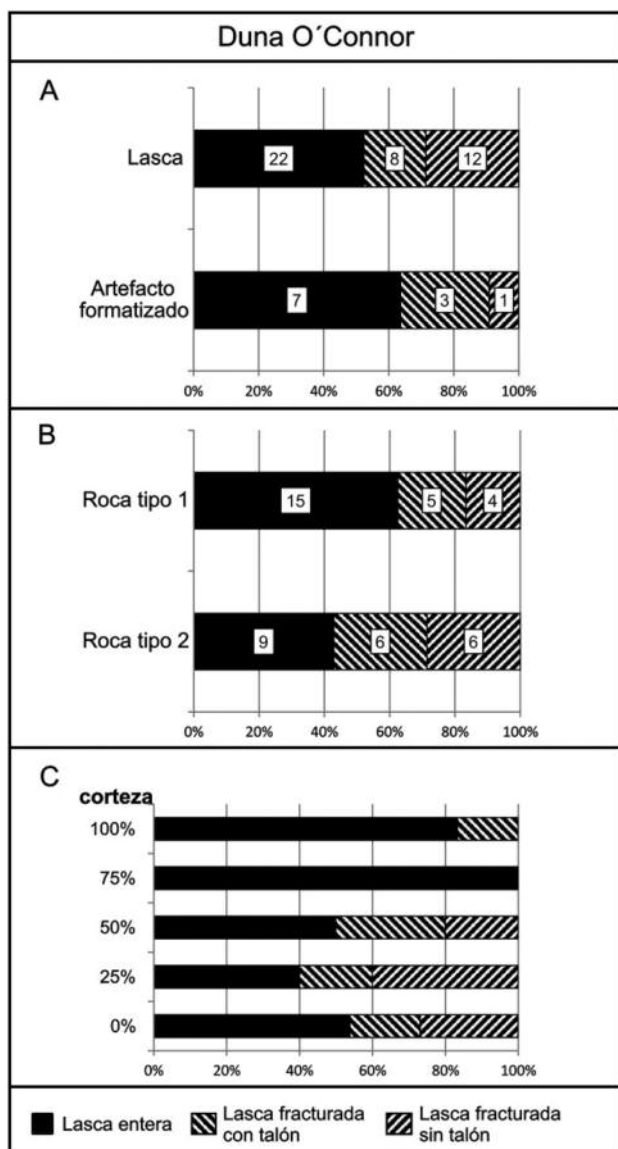 Duna O´Connor
A
Lasca
22 8 12
Artefacto
formatizado
7 3 1
0% 20% 40% 60% 80% 100%
B
Roca tipo 1
15 5 4
Roca tipo 2
9 6 6
0% 20% 40% 60% 80% 100%
C
corteza
100%
75%
50%
25%
0%
0% 20% 40% 60% 80% 100%
Lasca entera
Lasca fracturada
con talón
Lasca fracturada
sin talón